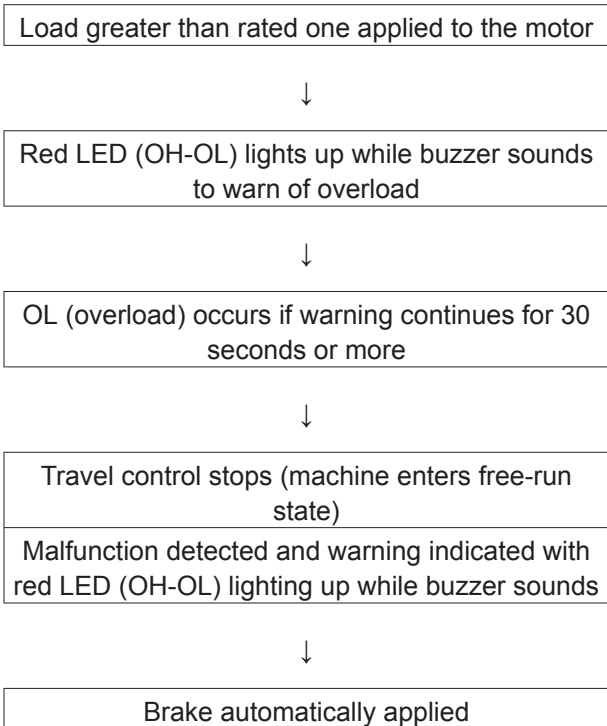 Load greater than rated one applied to the motor
↓
Red LED (OH-OL) lights up while buzzer sounds
to warn of overload
↓
OL (overload) occurs if warning continues for 30
seconds or more
↓
Travel control stops (machine enters free-run
state)
Malfunction detected and warning indicated with
red LED (OH-OL) lighting up while buzzer sounds
↓
Brake automatically applied